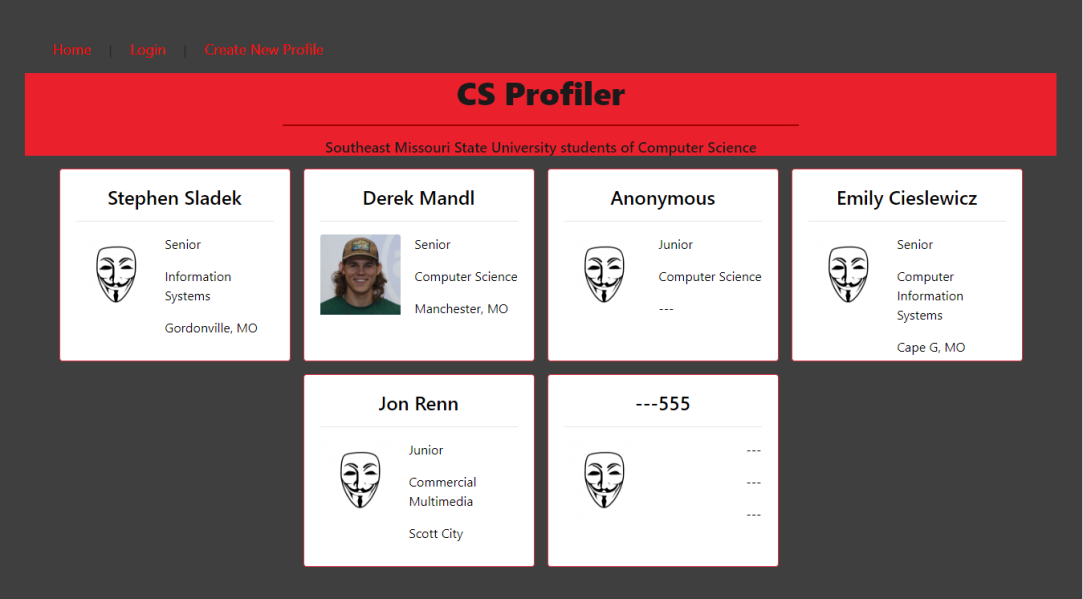 Home | Login | Create New Profile
CS Profiler
Southeast Missouri State University students of Computer Science
Stephen Sladek
Senior
Information
Systems
Gordonville, MO
Derek Mandl
Senior
Computer Science
Manchester, MO
Anonymous
Junior
Computer Science
---
Emily Cieslewicz
Senior
Computer
Information
Systems
Cape G, MO
Jon Renn
Junior
Commercial
Multimedia
Scott City
---555
---
---
---